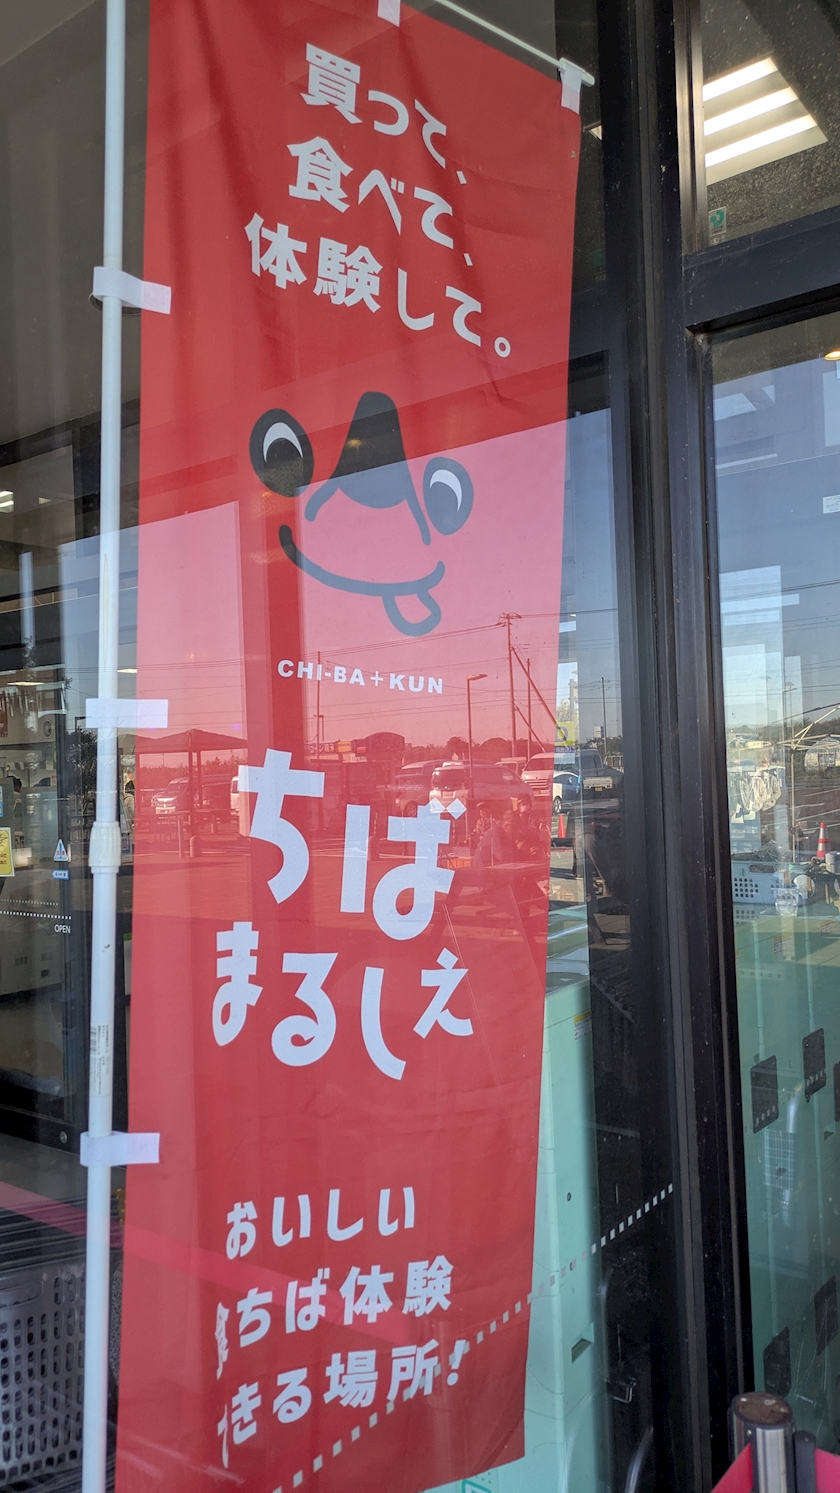 買って、
食べて、
体験して。
CHI-BA+KUN
ちば
まるしぇ
おいしい
ちば体験
きる場所!
OPEN